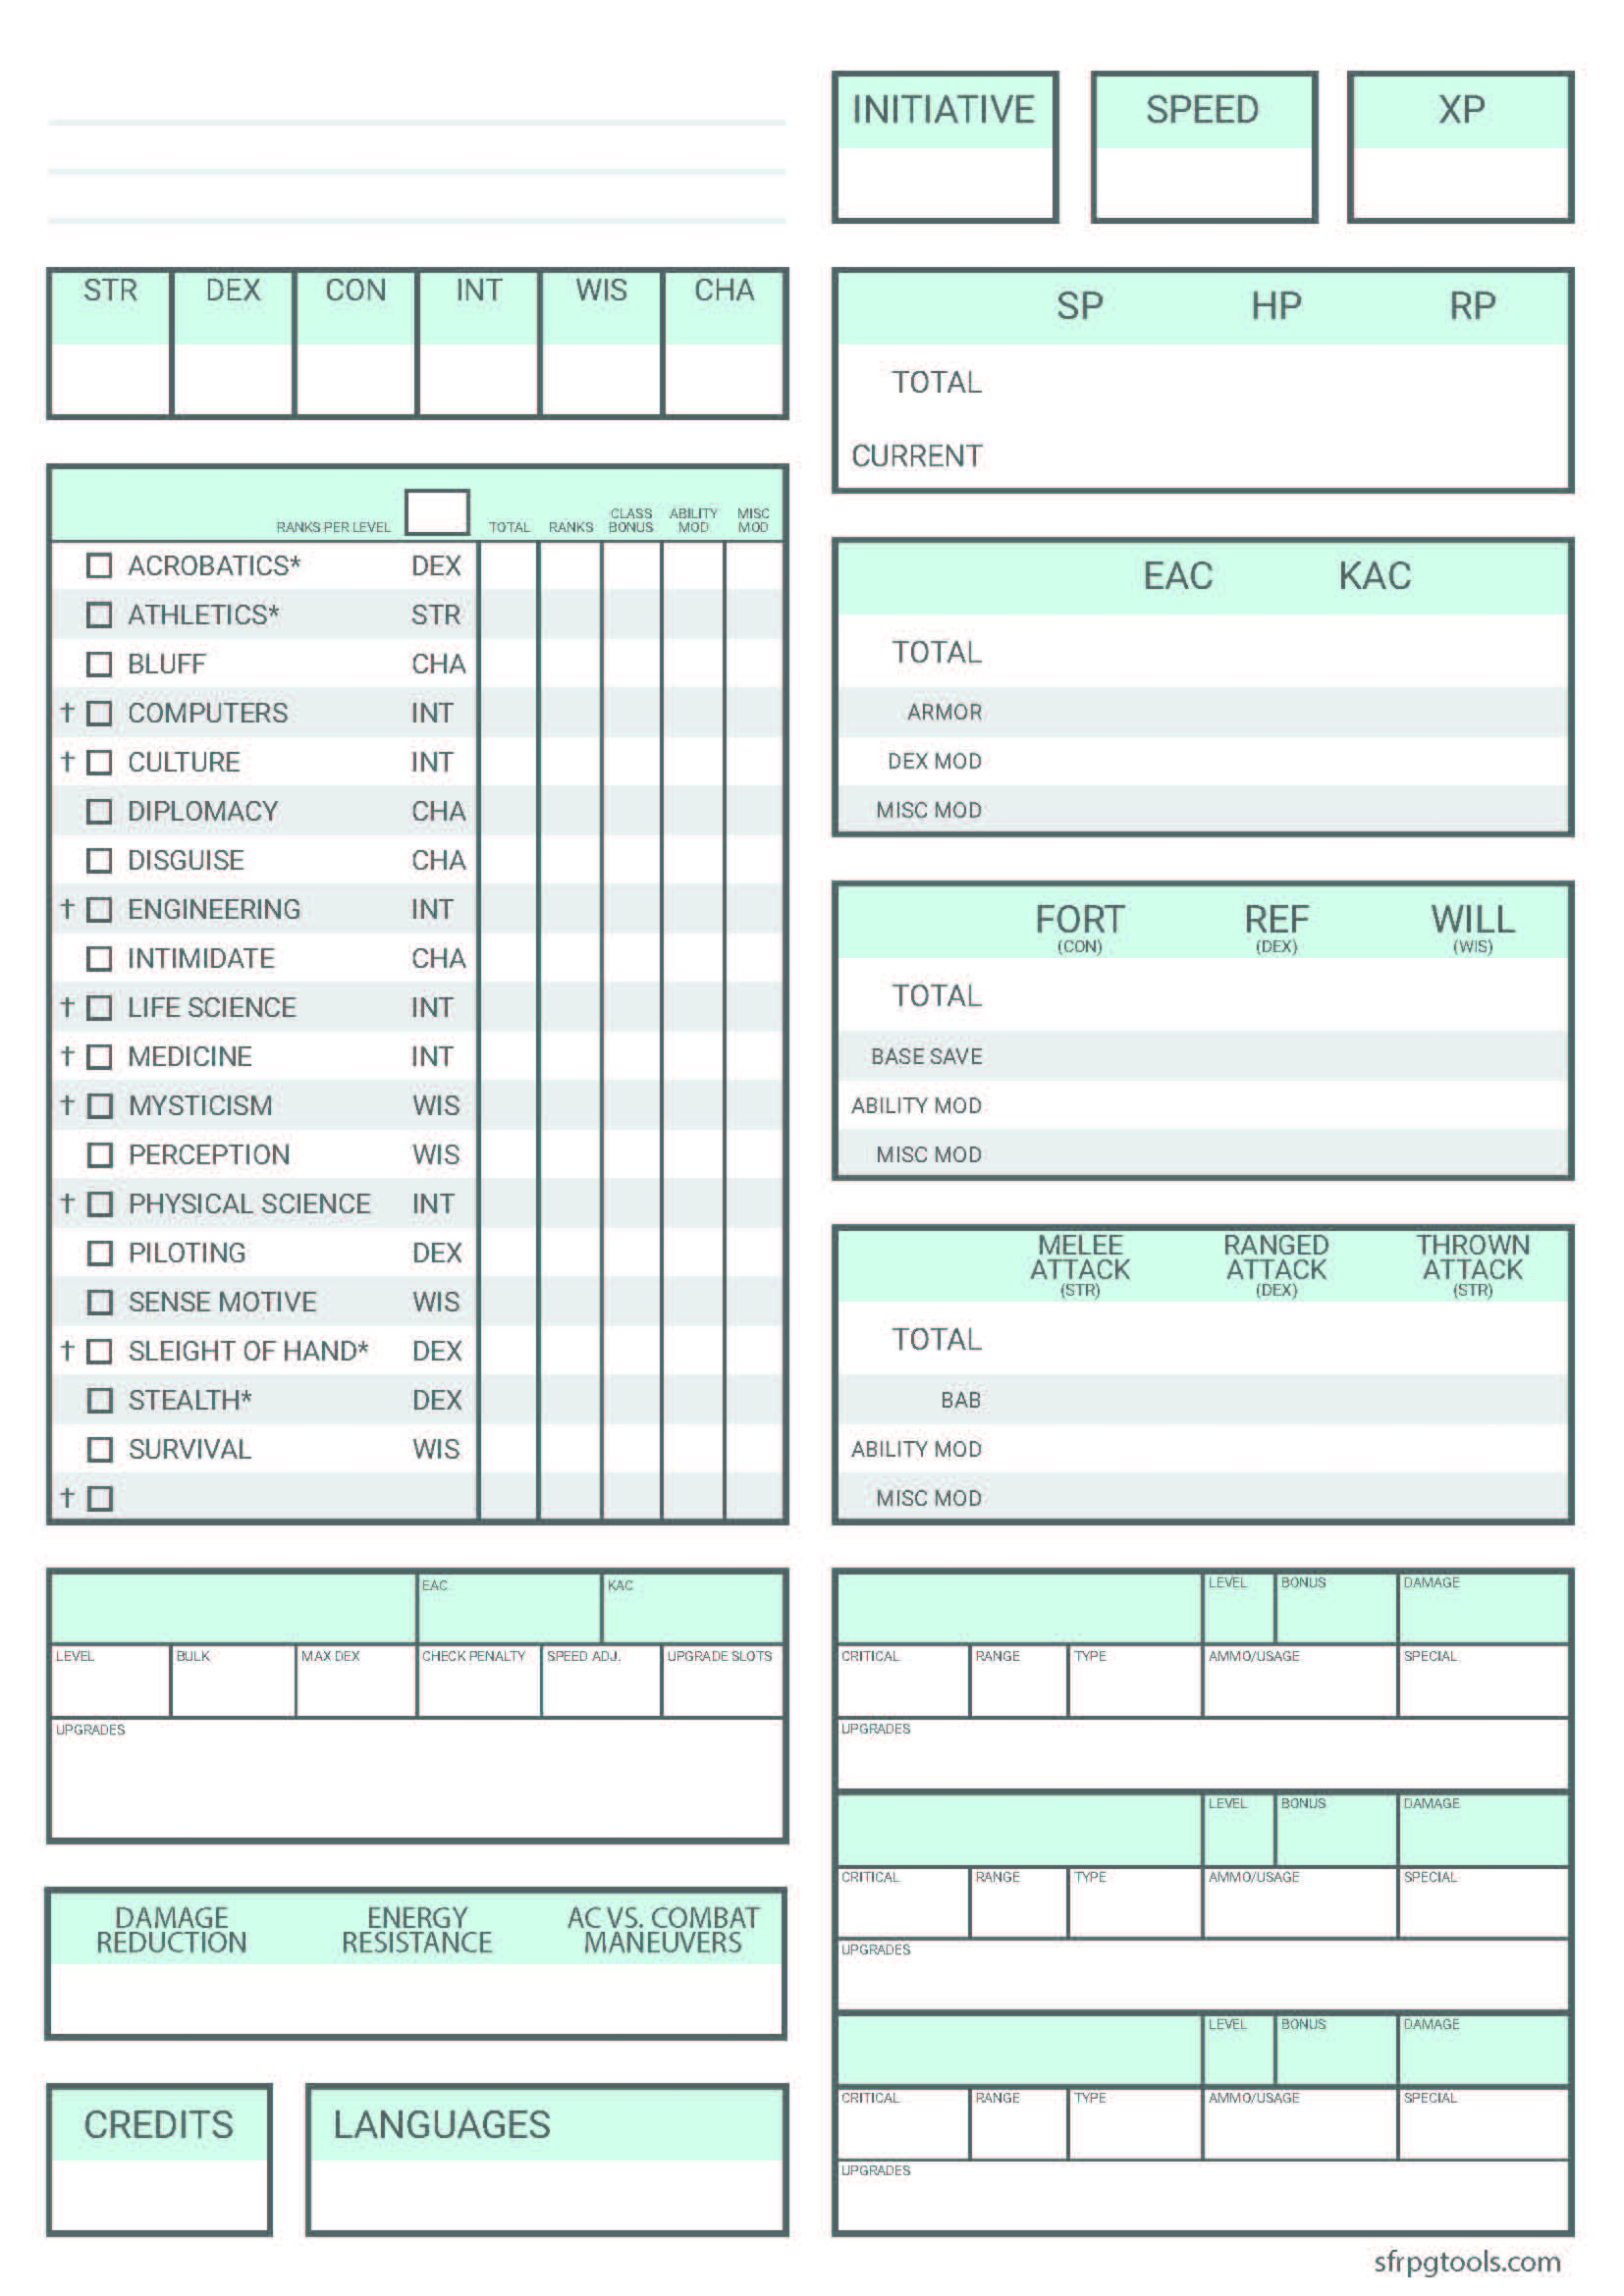 INITIATIVE SPEED XP
STR DEX CON INT WIS CHA
SP HP RP
TOTAL
CURRENT
RANKS PER LEVEL TOTAL RANKS CLASS BONUS ABILITY MOD MISC MOD
ACROBATICS* DEX
ATHLETICS* STR
BLUFF CHA
† COMPUTERS INT
† CULTURE INT
DIPLOMACY CHA
DISGUISE CHA
† ENGINEERING INT
INTIMIDATE CHA
† LIFE SCIENCE INT
† MEDICINE INT
† MYSTICISM WIS
PERCEPTION WIS
† PHYSICAL SCIENCE INT
PILOTING DEX
SENSE MOTIVE WIS
† SLEIGHT OF HAND* DEX
STEALTH* DEX
SURVIVAL WIS
†
EAC KAC
TOTAL
ARMOR
DEX MOD
MISC MOD
FORT REF WILL
(CON) (DEX) (WIS)
TOTAL
BASE SAVE
ABILITY MOD
MISC MOD
MELEE RANGED THROWN
ATTACK ATTACK ATTACK
(STR) (DEX) (STR)
TOTAL
BAB
ABILITY MOD
MISC MOD
EAC KAC
LEVEL BULK MAX DEX CHECK PENALTY SPEED ADJ. UPGRADE SLOTS
UPGRADES
DAMAGE ENERGY AC VS. COMBAT
REDUCTION RESISTANCE MANEUVERS
CREDITS LANGUAGES
LEVEL BONUS DAMAGE
CRITICAL RANGE TYPE AMMO/USAGE SPECIAL
UPGRADES
LEVEL BONUS DAMAGE
CRITICAL RANGE TYPE AMMO/USAGE SPECIAL
UPGRADES
LEVEL BONUS DAMAGE
CRITICAL RANGE TYPE AMMO/USAGE SPECIAL
UPGRADES
sfrpgtools.com